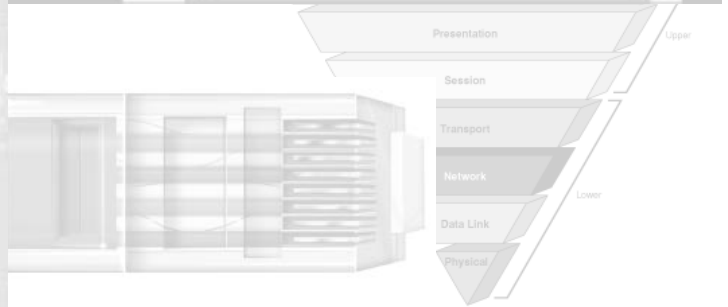 Presentation
Upper
Session
Transport
Network
Lower
Data Link
Physical